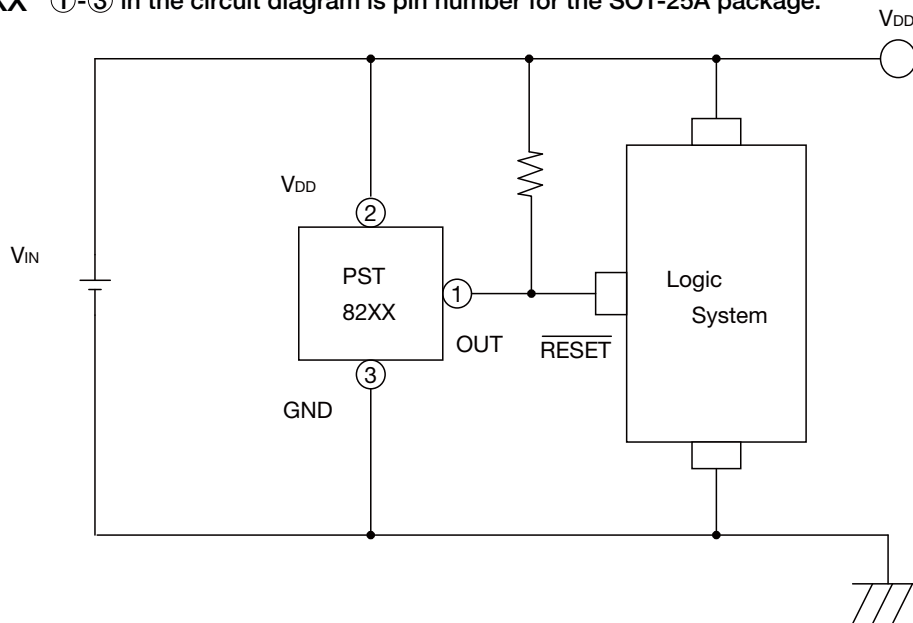 XX ①-③ in the circuit diagram is pin number for the SOT-25A package.
VDD
VDD
②
VIN
PST
82XX
①
OUT
RESET
Logic
System
③
GND